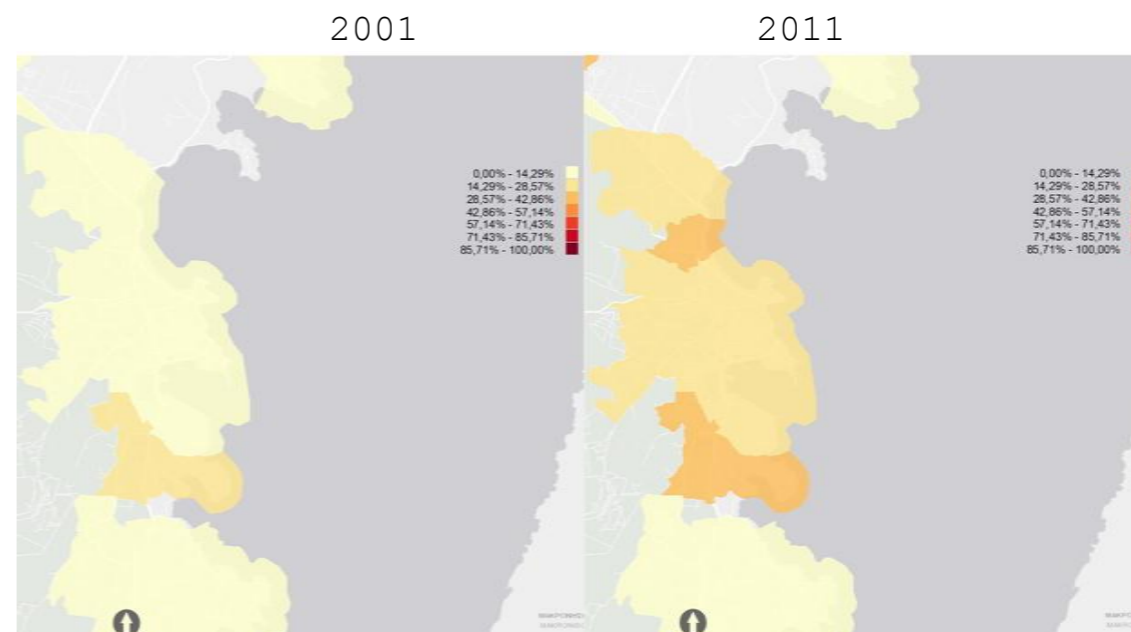 2001
2011
0,00% - 14,29%
14,29% - 28,57%
28,57% - 42,86%
42,86% - 57,14%
57,14% - 71,43%
71,43% - 85,71%
85,71% - 100,00%
0,00% - 14,29%
14,29% - 28,57%
28,57% - 42,86%
42,86% - 57,14%
57,14% - 71,43%
71,43% - 85,71%
85,71% - 100,00%